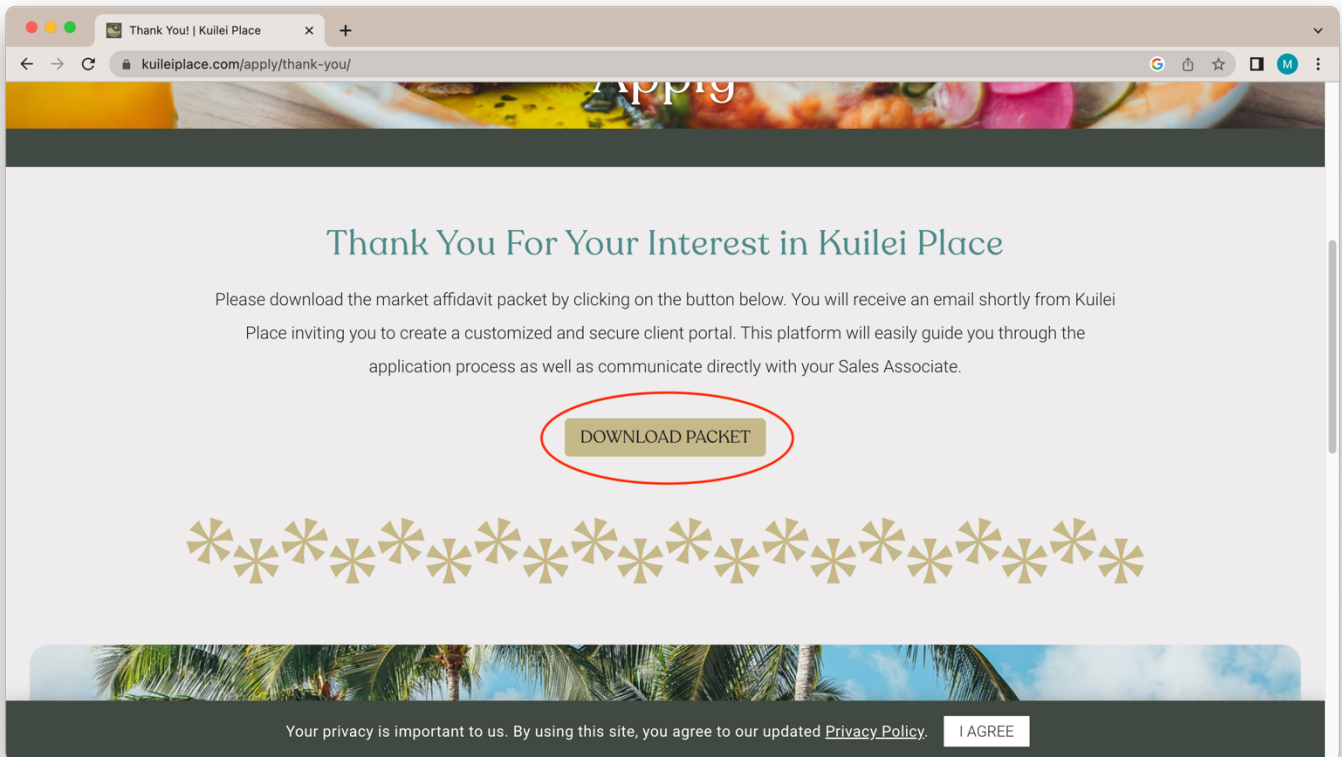 Thank You! | Kuilei Place
kuileiplace.com/apply/thank-you/
G
M
Apply
Thank You For Your Interest in Kuilei Place
Please download the market affidavit packet by clicking on the button below. You will receive an email shortly from Kuilei
Place inviting you to create a customized and secure client portal. This platform will easily guide you through the
application process as well as communicate directly with your Sales Associate.
DOWNLOAD PACKET
Your privacy is important to us. By using this site, you agree to our updated Privacy Policy.
I AGREE